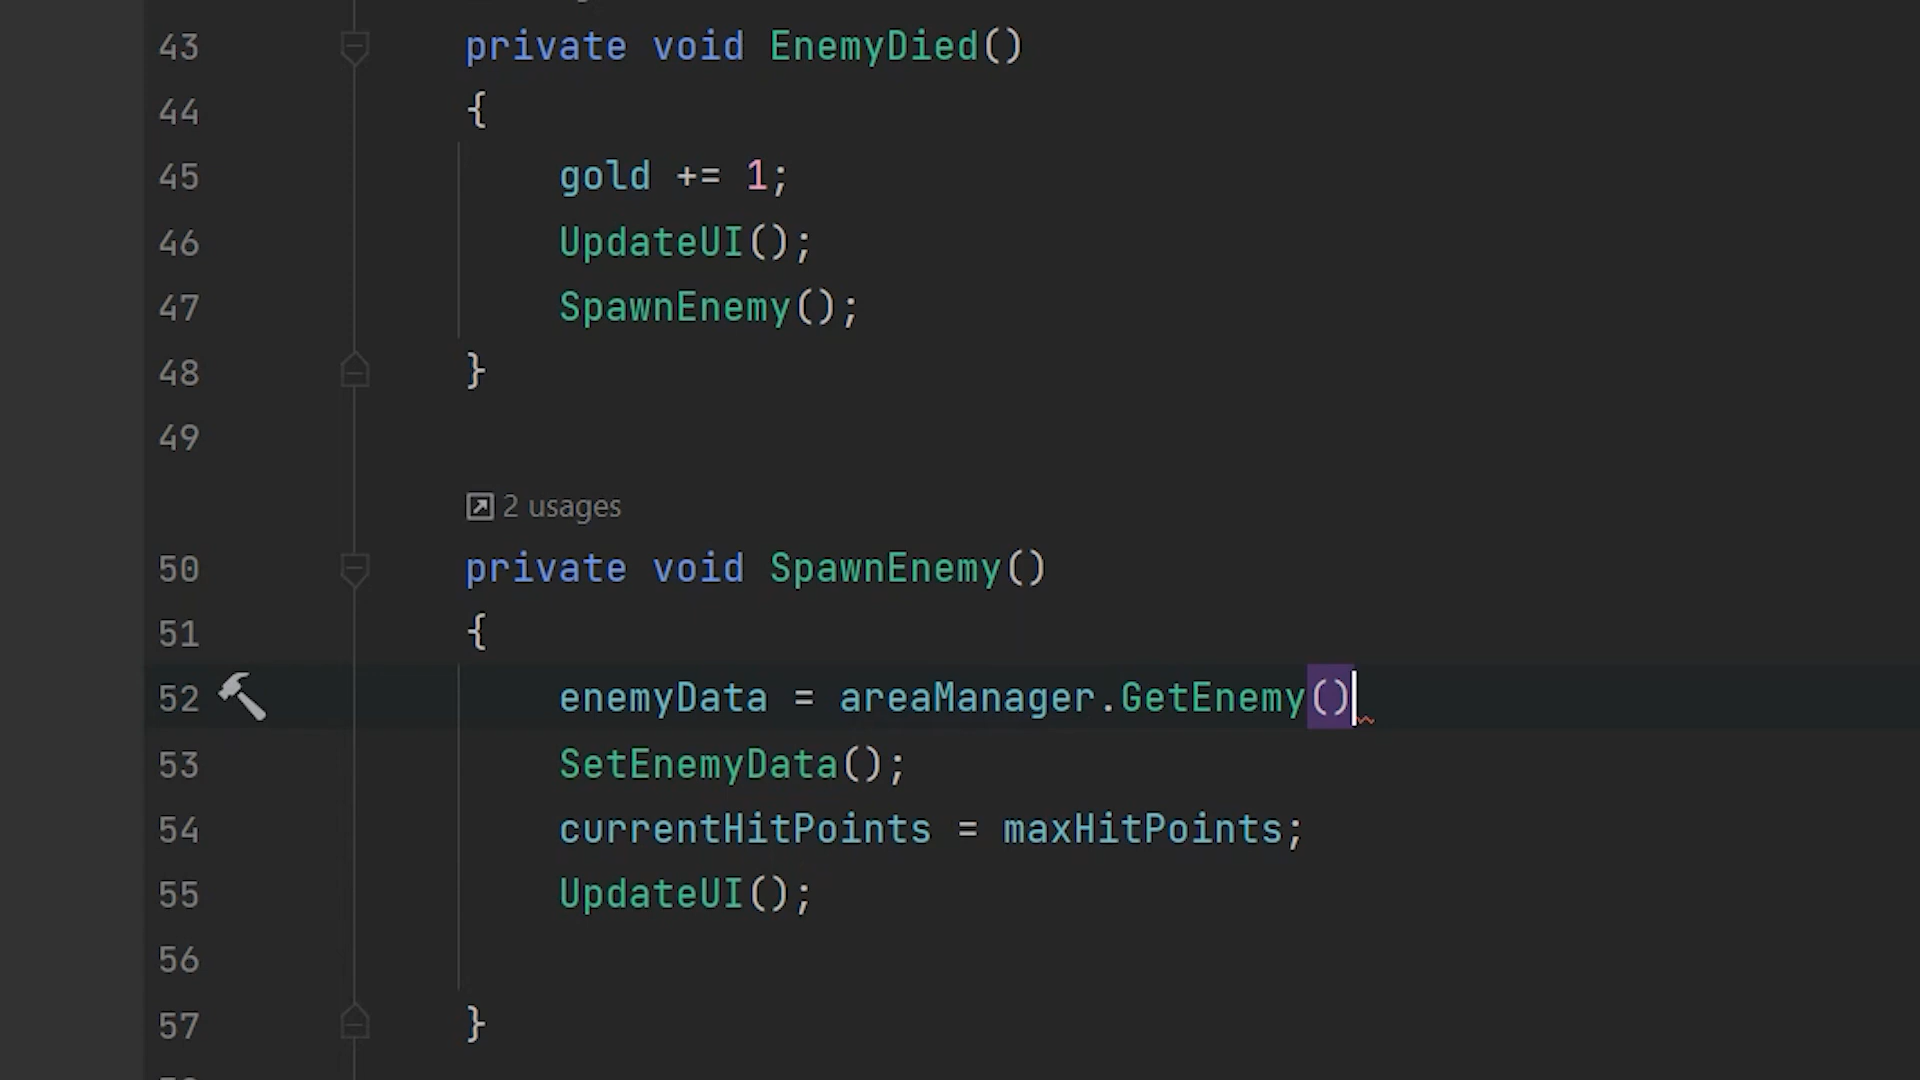 43 private void EnemyDied()
44 {
45 gold += 1;
46 UpdateUI();
47 SpawnEnemy();
48 }
49
2 usages
50 private void SpawnEnemy()
51 {
52 enemyData = areaManager.GetEnemy()
53 SetEnemyData();
54 currentHitPoints = maxHitPoints;
55 UpdateUI();
56
57 }